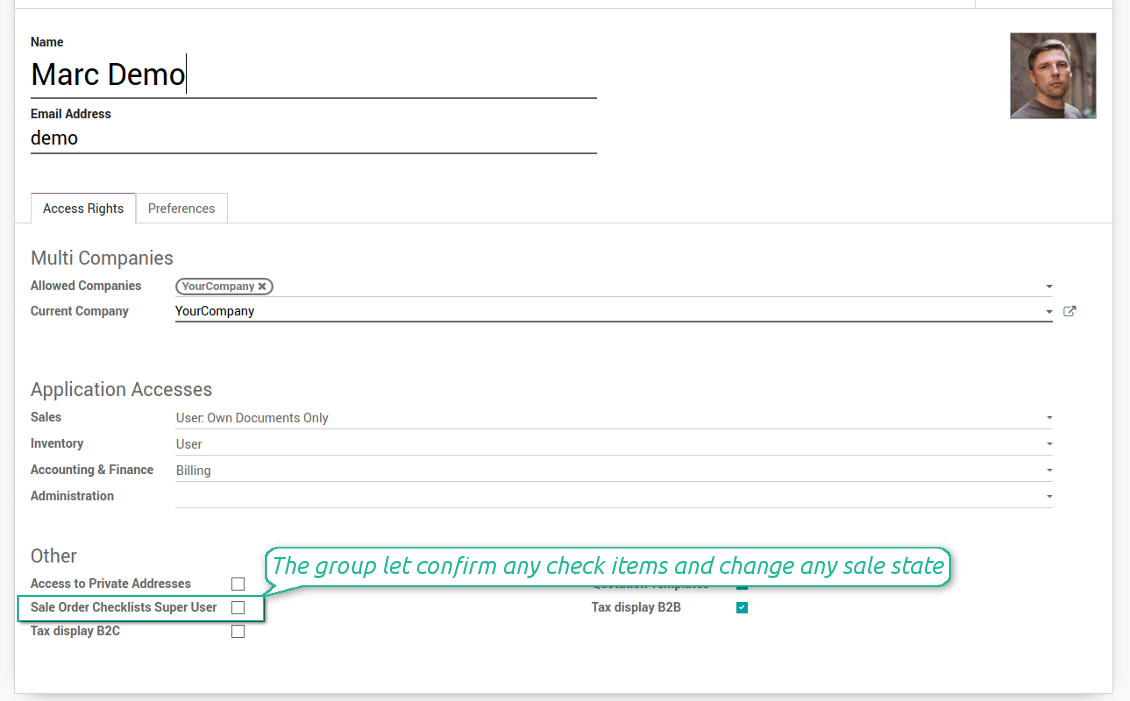 Name
Marc Demo
Email Address
demo
Access Rights
Preferences
Multi Companies
Allowed Companies YourCompany ✖
Current Company YourCompany
Application Accesses
Sales User: Own Documents Only
Inventory User
Accounting & Finance Billing
Administration
Other
The group let confirm any check items and change any sale state
Access to Private Addresses Quotation Templates
Sale Order Checklists Super User Tax display B2B
Tax display B2C